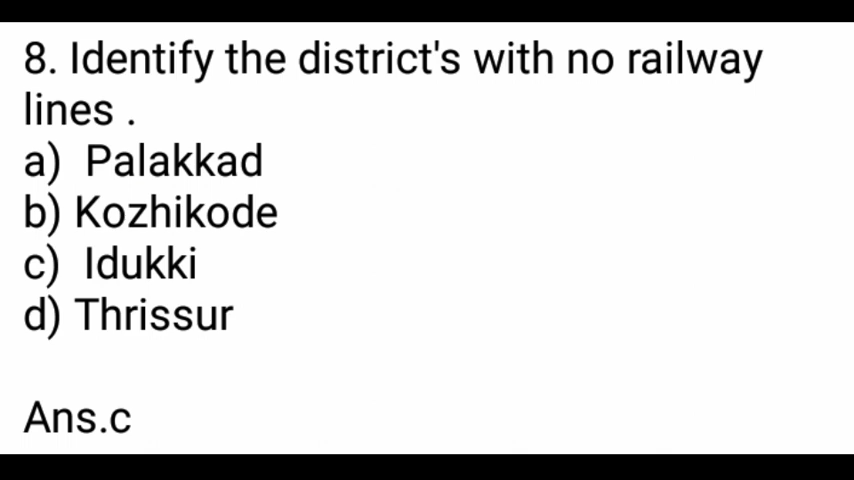 8. Identify the district's with no railway
lines .
a)  Palakkad
b) Kozhikode
c)  Idukki
d) Thrissur
Ans.c